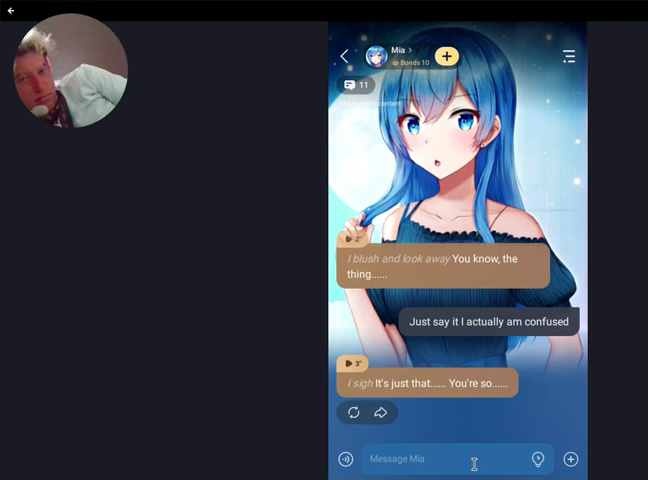 Mia >
Bonds 10
11
2"
I blush and look away You know, the
thing......
Just say it I actually am confused
3"
I sigh It's just that...... You're so......
Message Mia